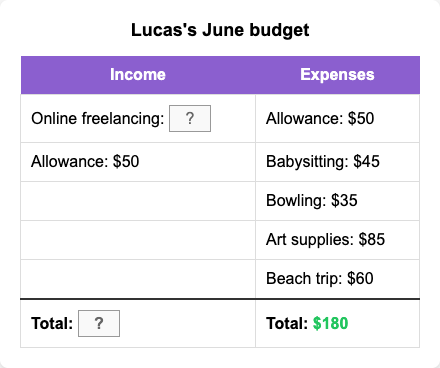 Lucas's June budget
Income Expenses
Online freelancing: ? Allowance: $50
Allowance: $50 Babysitting: $45
Bowling: $35
Art supplies: $85
Beach trip: $60
Total: ? Total: $180